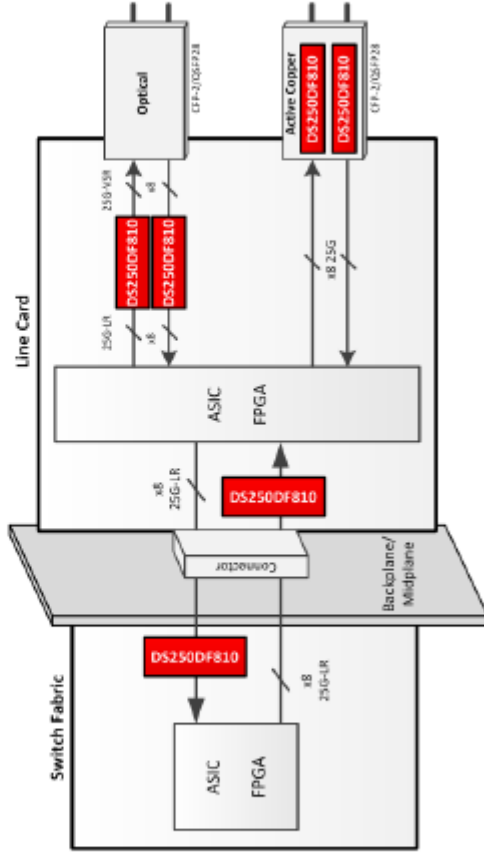 Switch Fabric
ASIC
FPGA
DS250DF810
x8
25G-LR
Backplane/
Midplane
Connector
Line Card
x8
25G-LR
DS250DF810
ASIC
FPGA
25G-LR
x8
DS250DF810
DS250DF810
25G-VSR
x8
Optical
CFP-2/QSFP28
x8 25G
Active Copper
DS250DF810
DS250DF810
CFP-2/QSFP28